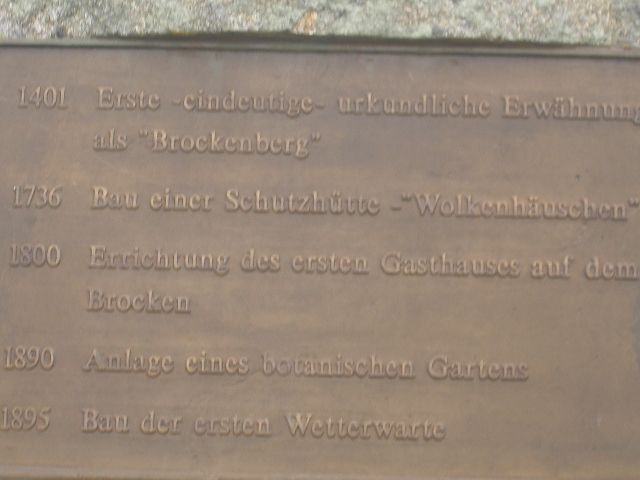 1401 Erste -eindeutige- urkundliche Erwähnung
als "Brockenberg"
1736 Bau einer Schutzhütte -"Wolkenhäuschen"
1800 Errichtung des ersten Gasthauses auf dem
Brocken
1890 Anlage eines botanischen Gartens
1895 Bau der ersten Wetterwarte